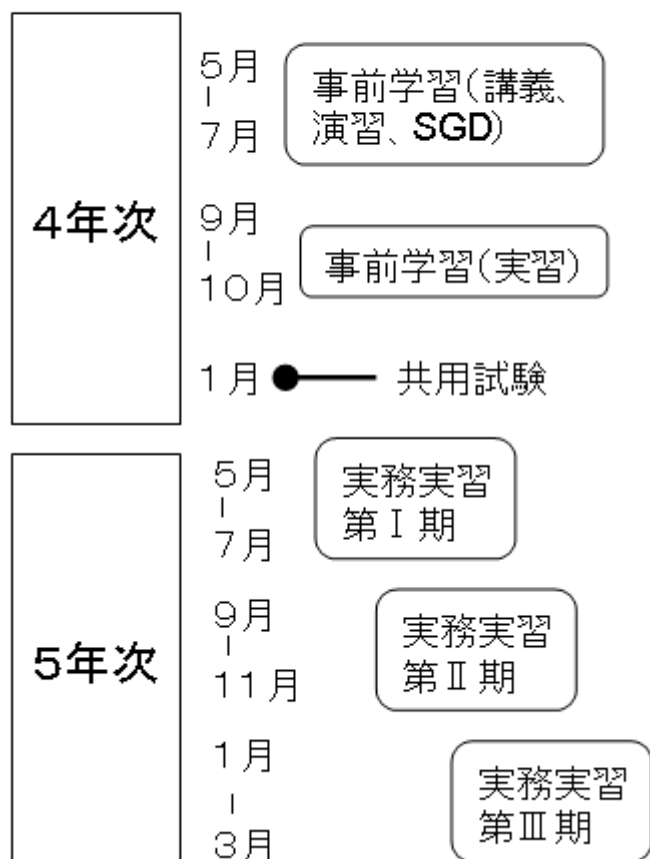 4年次
5月
-
7月
事前学習(講義、
演習、SGD)
9月
-
10月
事前学習(実習)
1月
共用試験
5年次
5月
-
7月
実務実習
第Ⅰ期
9月
-
11月
実務実習
第Ⅱ期
1月
-
3月
実務実習
第Ⅲ期